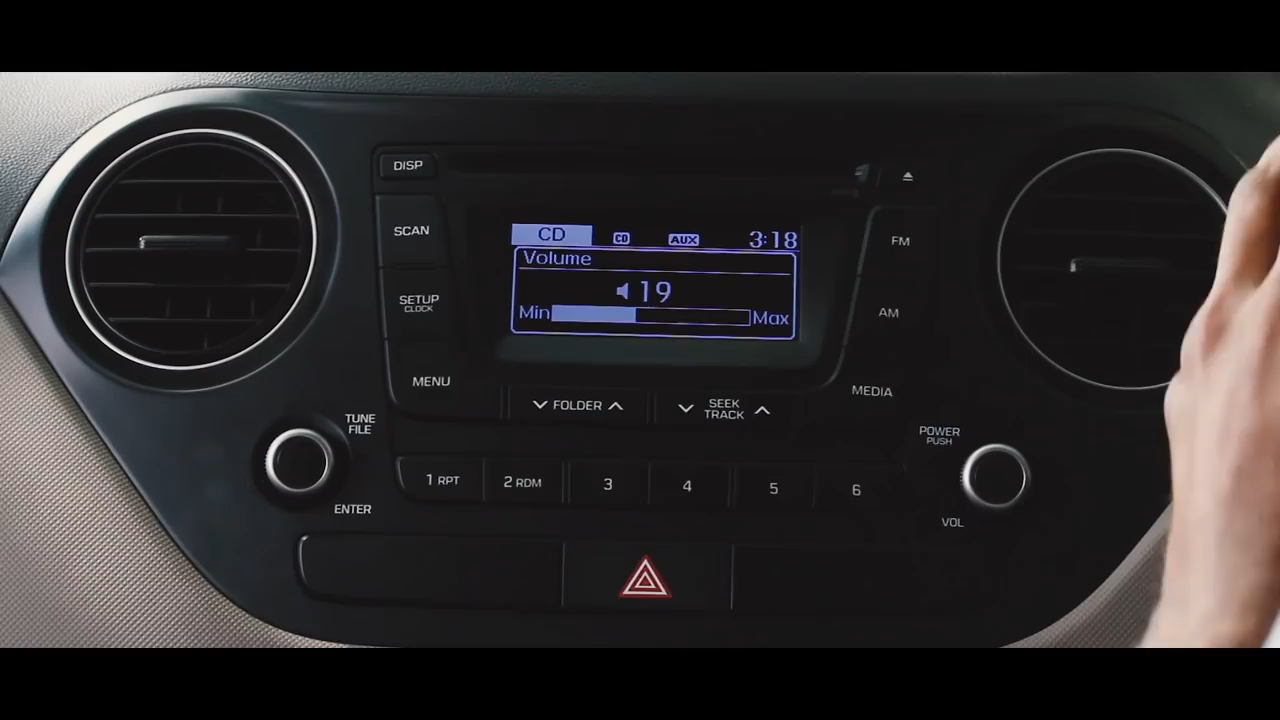 DISP
SCAN
SETUP
CLOCK
MENU
CD CD AUX 3:18
Volume
19
Min Max
FM
AM
MEDIA
FOLDER
SEEK
TRACK
TUNE
FILE
ENTER
1 RPT 2 RDM 3 4 5 6
POWER
PUSH
VOL